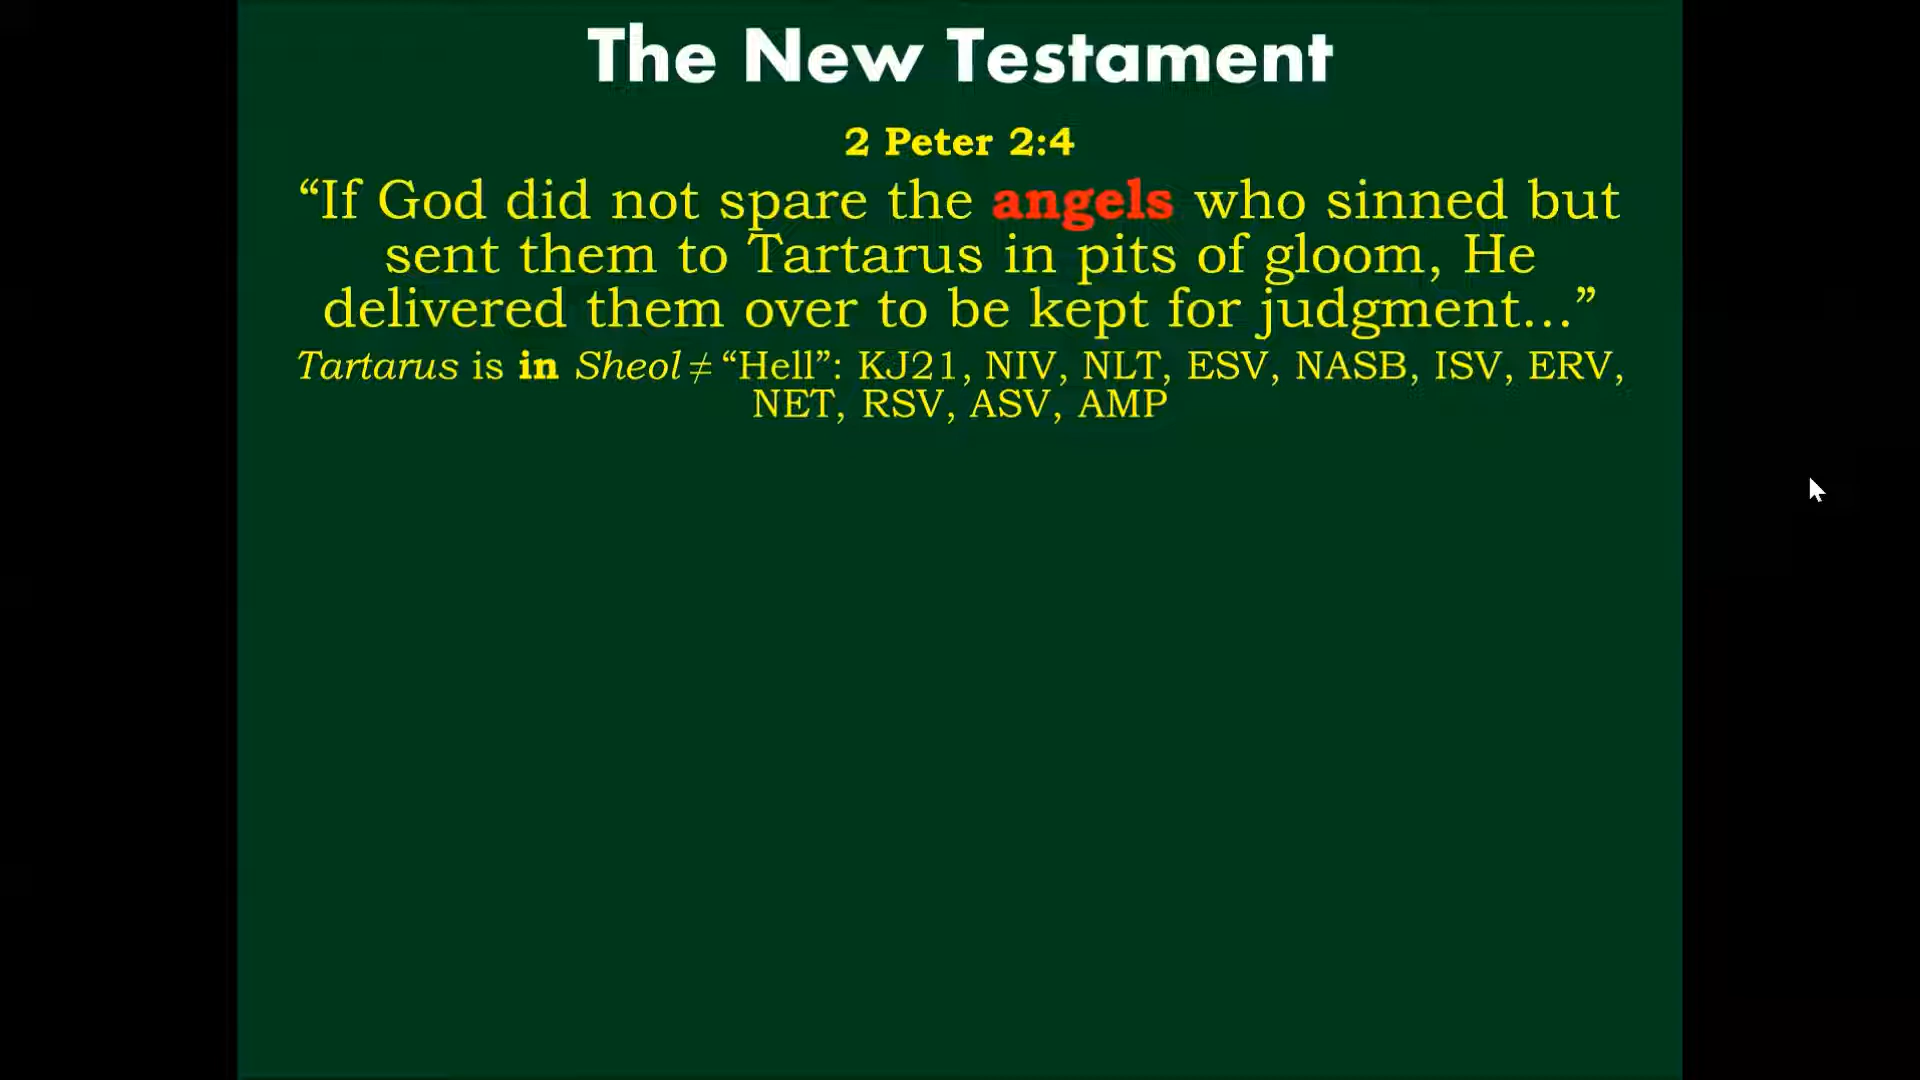 The New Testament
2 Peter 2:4
“If God did not spare the angels who sinned but
sent them to Tartarus in pits of gloom, He
delivered them over to be kept for judgment…”
Tartarus is in Sheol ≠ “Hell”: KJ21, NIV, NLT, ESV, NASB, ISV, ERV,
NET, RSV, ASV, AMP